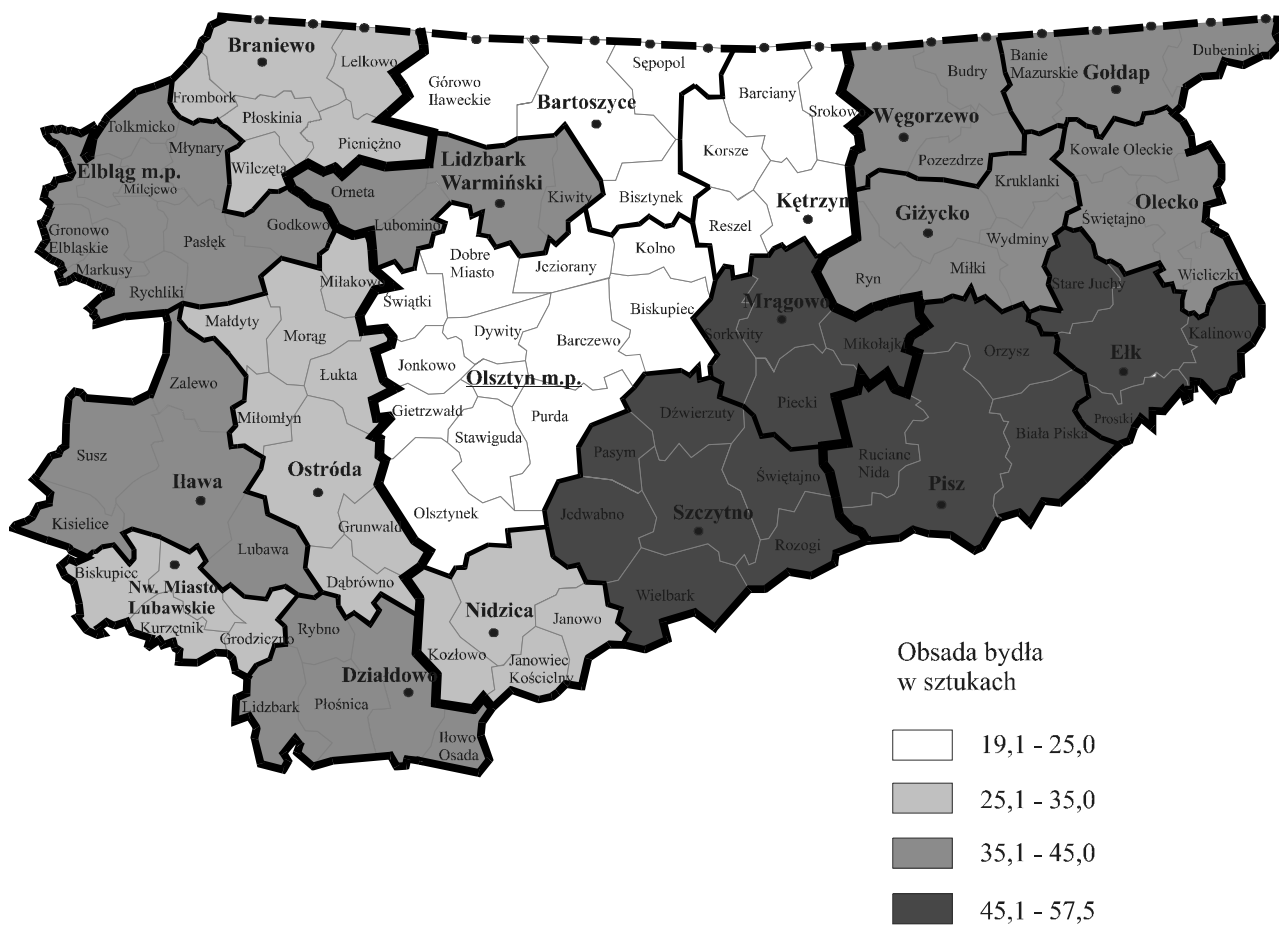 Braniewo
Lelkowo
Frombork
Płoskinia
Pieniężno
Wilczęta
Górowo
Iławeckie
Sępopol
Bartoszyce
Bisztynek
Barciany
Srokowo
Korsze
Reszel
Kętrzyn
Budry
Węgorzewo
Pozezdrze
Banie
Mazurskie
Gołdap
Dubeninki
Kowale Oleckie
Olecko
Świętajno
Wieliczki
Kruklanki
Giżycko
Wydminy
Miłki
Ryn
Tolkmicko
Młynary
Elbląg m.p.
Milejewo
Gronowo
Elbląskie
Pasłęk
Godkowo
Markusy
Rychliki
Lidzbark
Warmiński
Orneta
Lubomino
Kiwity
Dobre
Miasto
Jeziorany
Kolno
Świątki
Dywity
Barczewo
Biskupiec
Jonkowo
Olsztyn m.p.
Gietrzwałd
Purda
Stawiguda
Olsztynek
Miłakowo
Małdyty
Morąg
Łukta
Miłomłyn
Ostróda
Grunwald
Dąbrówno
Zalewo
Susz
Iława
Kisielice
Lubawa
Biskupiec
Nw. Miasto
Lubawskie
Kurzętnik
Grodziczno
Rybno
Działdowo
Lidzbark
Płośnica
Iłowo
Osada
Nidzica
Janowo
Kozłowo
Janowiec
Kościelny
Mrągowo
Sorkwity
Mikołajki
Piecki
Dźwierzuty
Pasym
Świętajno
Jedwabno
Szczytno
Rozogi
Wielbark
Orzysz
Ruciane
Nida
Pisz
Biała Piska
Stare Juchy
Ełk
Kalinowo
Prostki
Obsada bydła
w sztukach
19,1 - 25,0
25,1 - 35,0
35,1 - 45,0
45,1 - 57,5